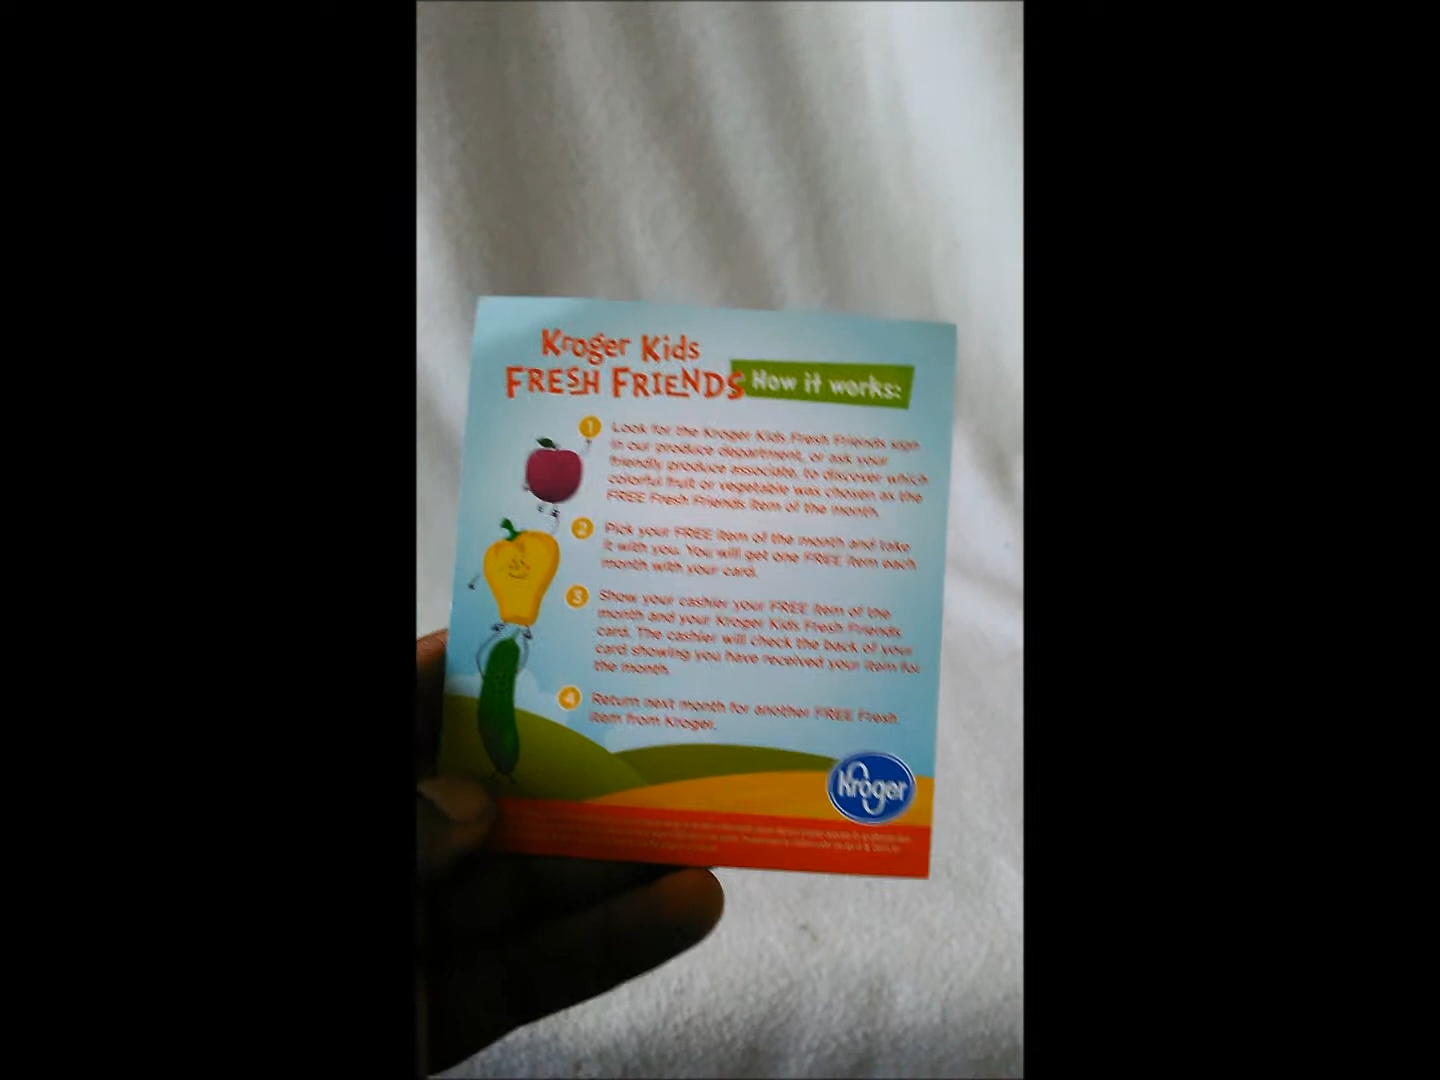 Kroger Kids
FRESH FRIENDS
How it works:
1 Look for the Kroger Kids Fresh Friends sign
in our produce department, or ask your
friendly produce associate, to discover which
colorful fruit or vegetable was chosen as the
FREE Fresh Friends item of the month.
2 Pick your FREE item of the month and take
it with you. You will get one FREE item each
month with your card.
3 Show your cashier your FREE item of the
month and your Kroger Kids Fresh Friends
card. The cashier will check the back of your
card showing you have received your item for
the month.
4 Return next month for another FREE Fresh
item from Kroger.
Kroger